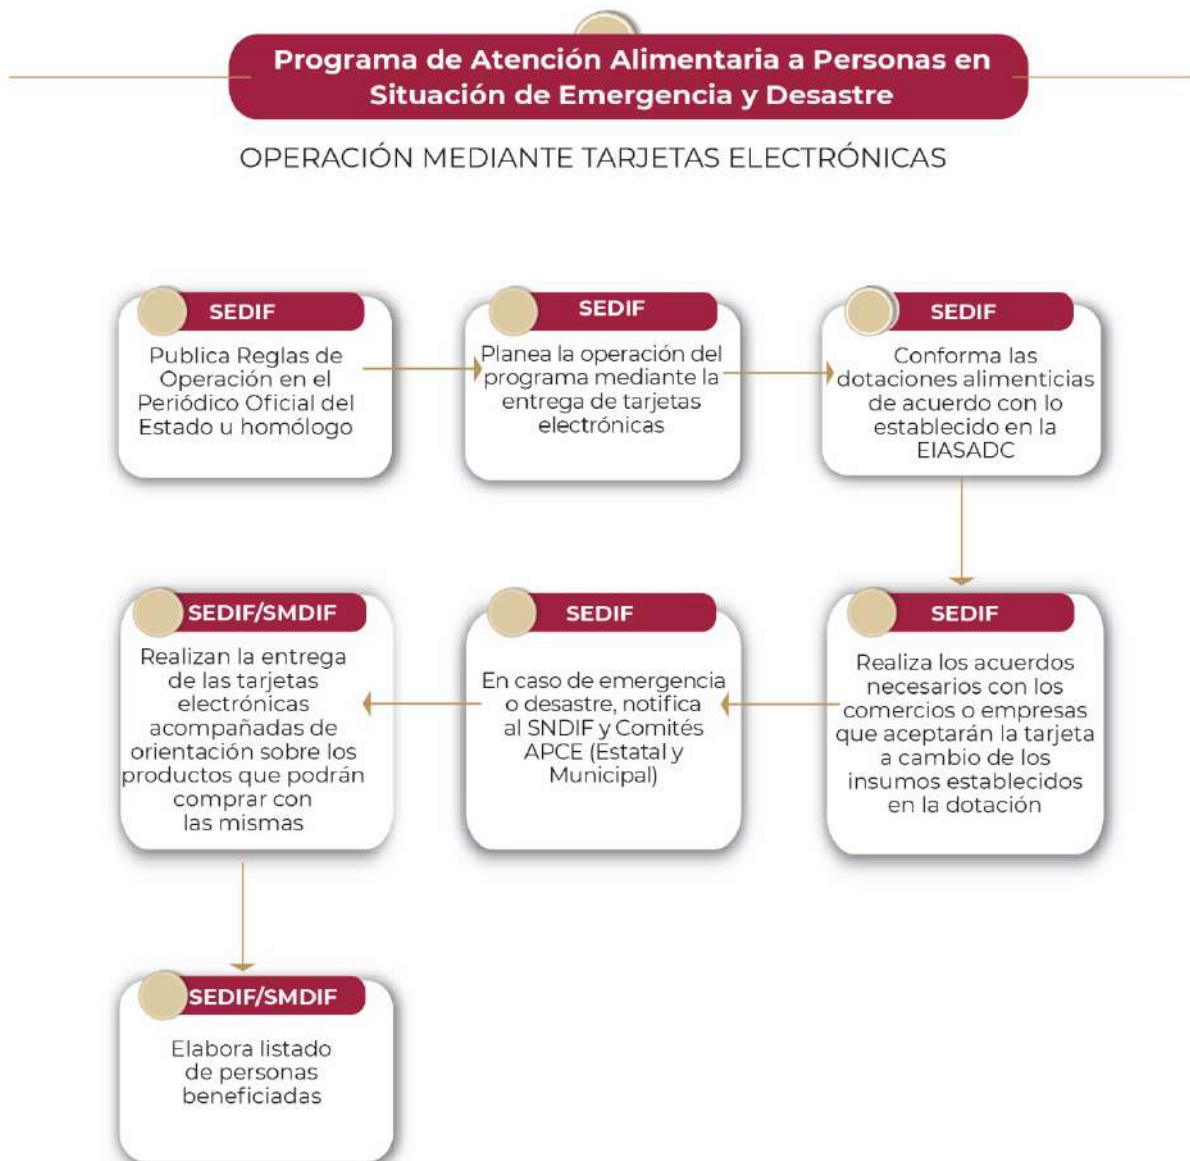 Programa de Atención Alimentaria a Personas en
Situación de Emergencia y Desastre
OPERACIÓN MEDIANTE TARJETAS ELECTRÓNICAS
SEDIF
Publica Reglas de
Operación en el
Periódico Oficial del
Estado u homólogo
SEDIF
Planea la operación del
programa mediante la
entrega de tarjetas
electrónicas
SEDIF
Conforma las
dotaciones alimenticias
de acuerdo con lo
establecido en la
EIASADC
SEDIF
Realiza los acuerdos
necesarios con los
comercios o empresas
que aceptarán la tarjeta
a cambio de los
insumos establecidos
en la dotación
SEDIF
En caso de emergencia
o desastre, notifica
al SNDIF y Comités
APCE (Estatal y
Municipal)
SEDIF/SMDIF
Realizan la entrega
de las tarjetas
electrónicas
acompañadas de
orientación sobre los
productos que podrán
comprar con
las mismas
SEDIF/SMDIF
Elabora listado
de personas
beneficiadas